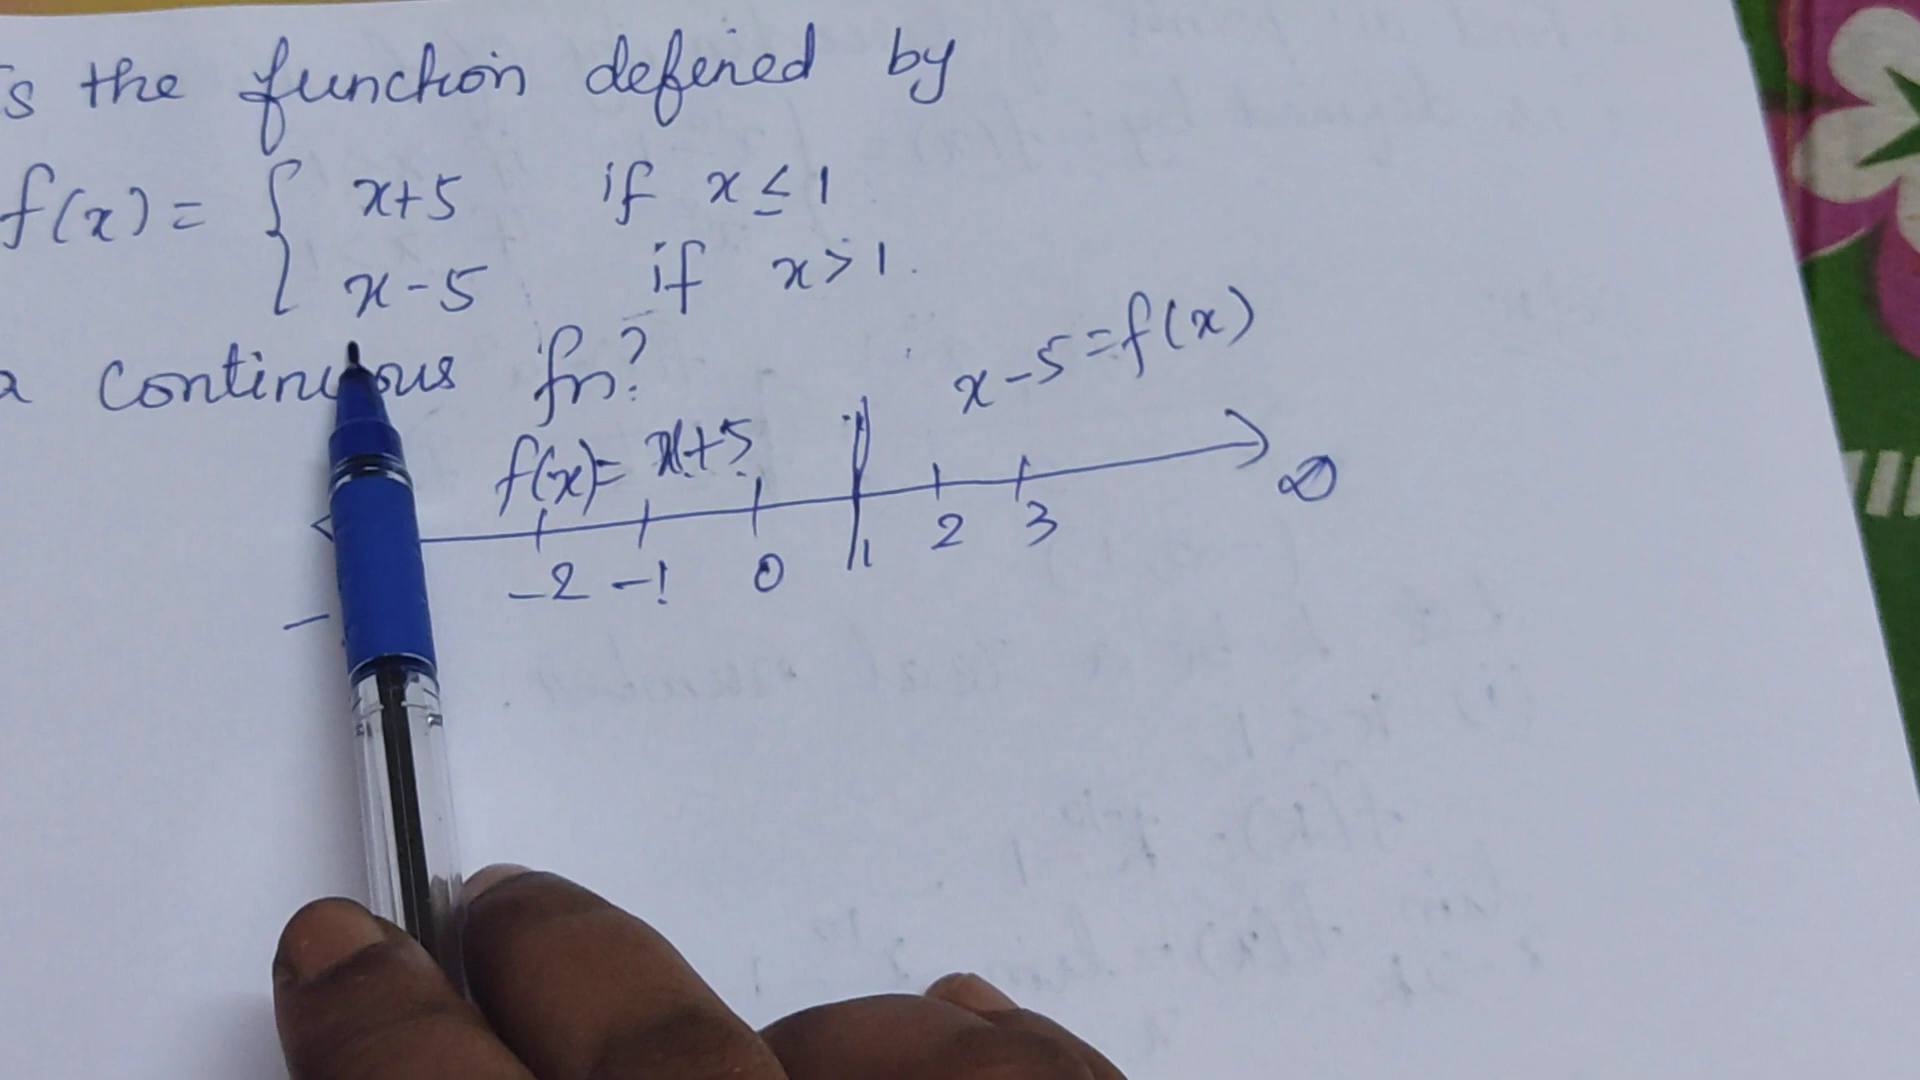 is the function defined by
f(x) = { x+5 if x ≤ 1
x-5 if x > 1.
a continuous fn?
x-5 = f(x)
f(x) = x+5
-2 -1 0 1 2 3 ∞